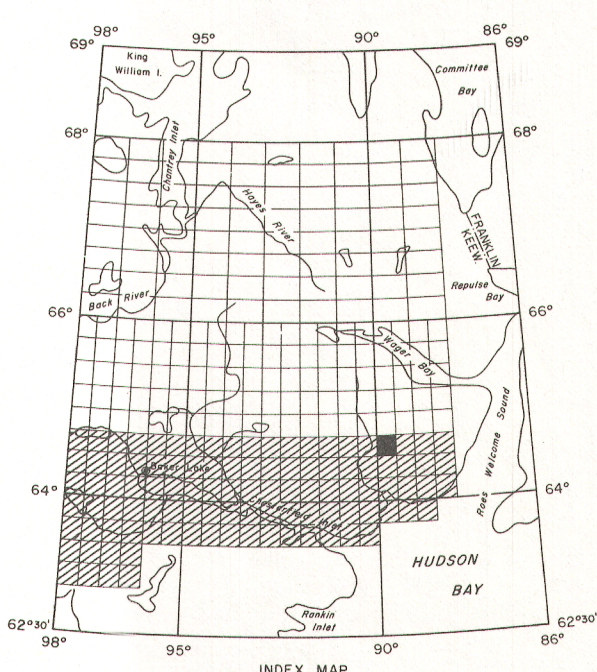 98°
95°
90°
86°
69°
69°
King
William I.
Committee
Bay
68°
68°
Chantrey Inlet
Hayes
River
FRANKLIN
KEEW.
Repulse
Bay
Back River
66°
66°
Wager Bay
Roes Welcome Sound
Baker Lake
64°
64°
Chesterfield Inlet
HUDSON
BAY
Rankin
Inlet
62°30'
62°30'
98°
95°
90°
86°
INDEX MAP